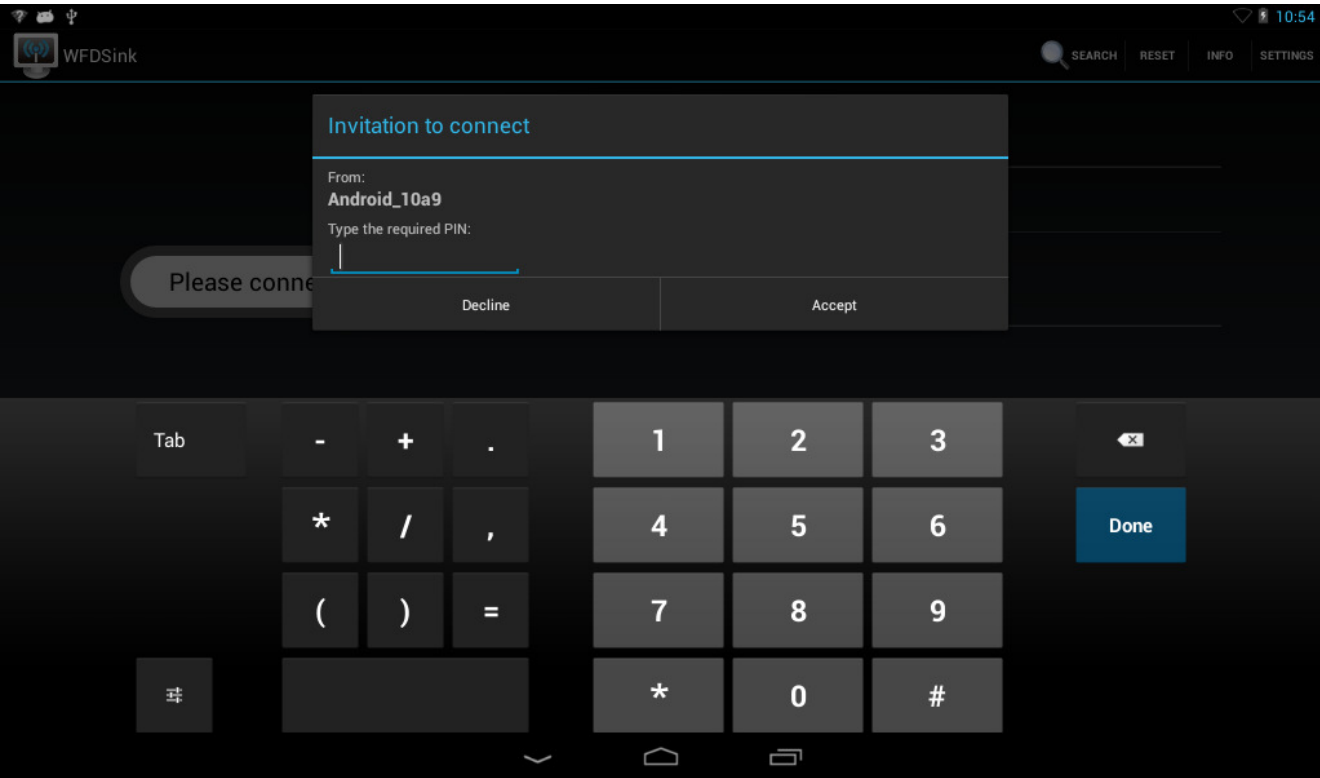 10:54
WFDSink
SEARCH RESET INFO SETTINGS
Invitation to connect
From:
Android_10a9
Type the required PIN:
Please conne
Decline Accept
Tab - + . 1 2 3
* / , 4 5 6 Done
( ) = 7 8 9
* 0 #